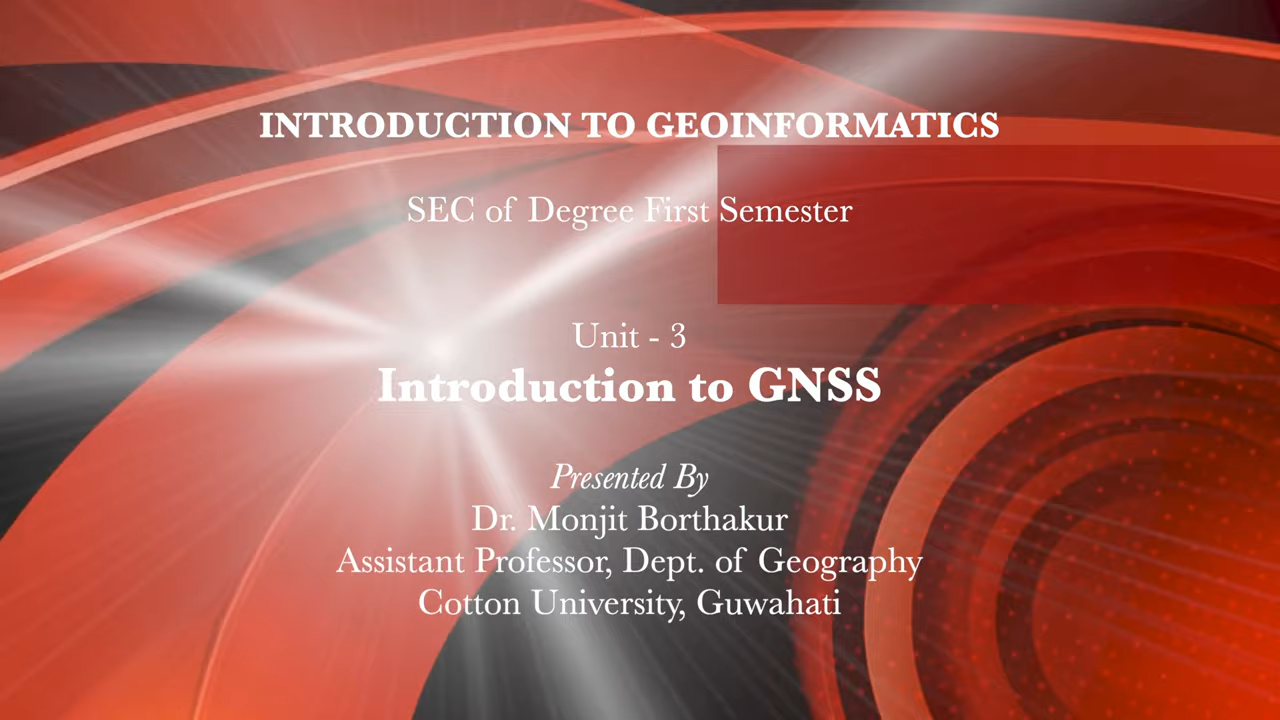 INTRODUCTION TO GEOINFORMATICS
SEC of Degree First Semester
Unit - 3
Introduction to GNSS
Presented By
Dr. Monjit Borthakur
Assistant Professor, Dept. of Geography
Cotton University, Guwahati